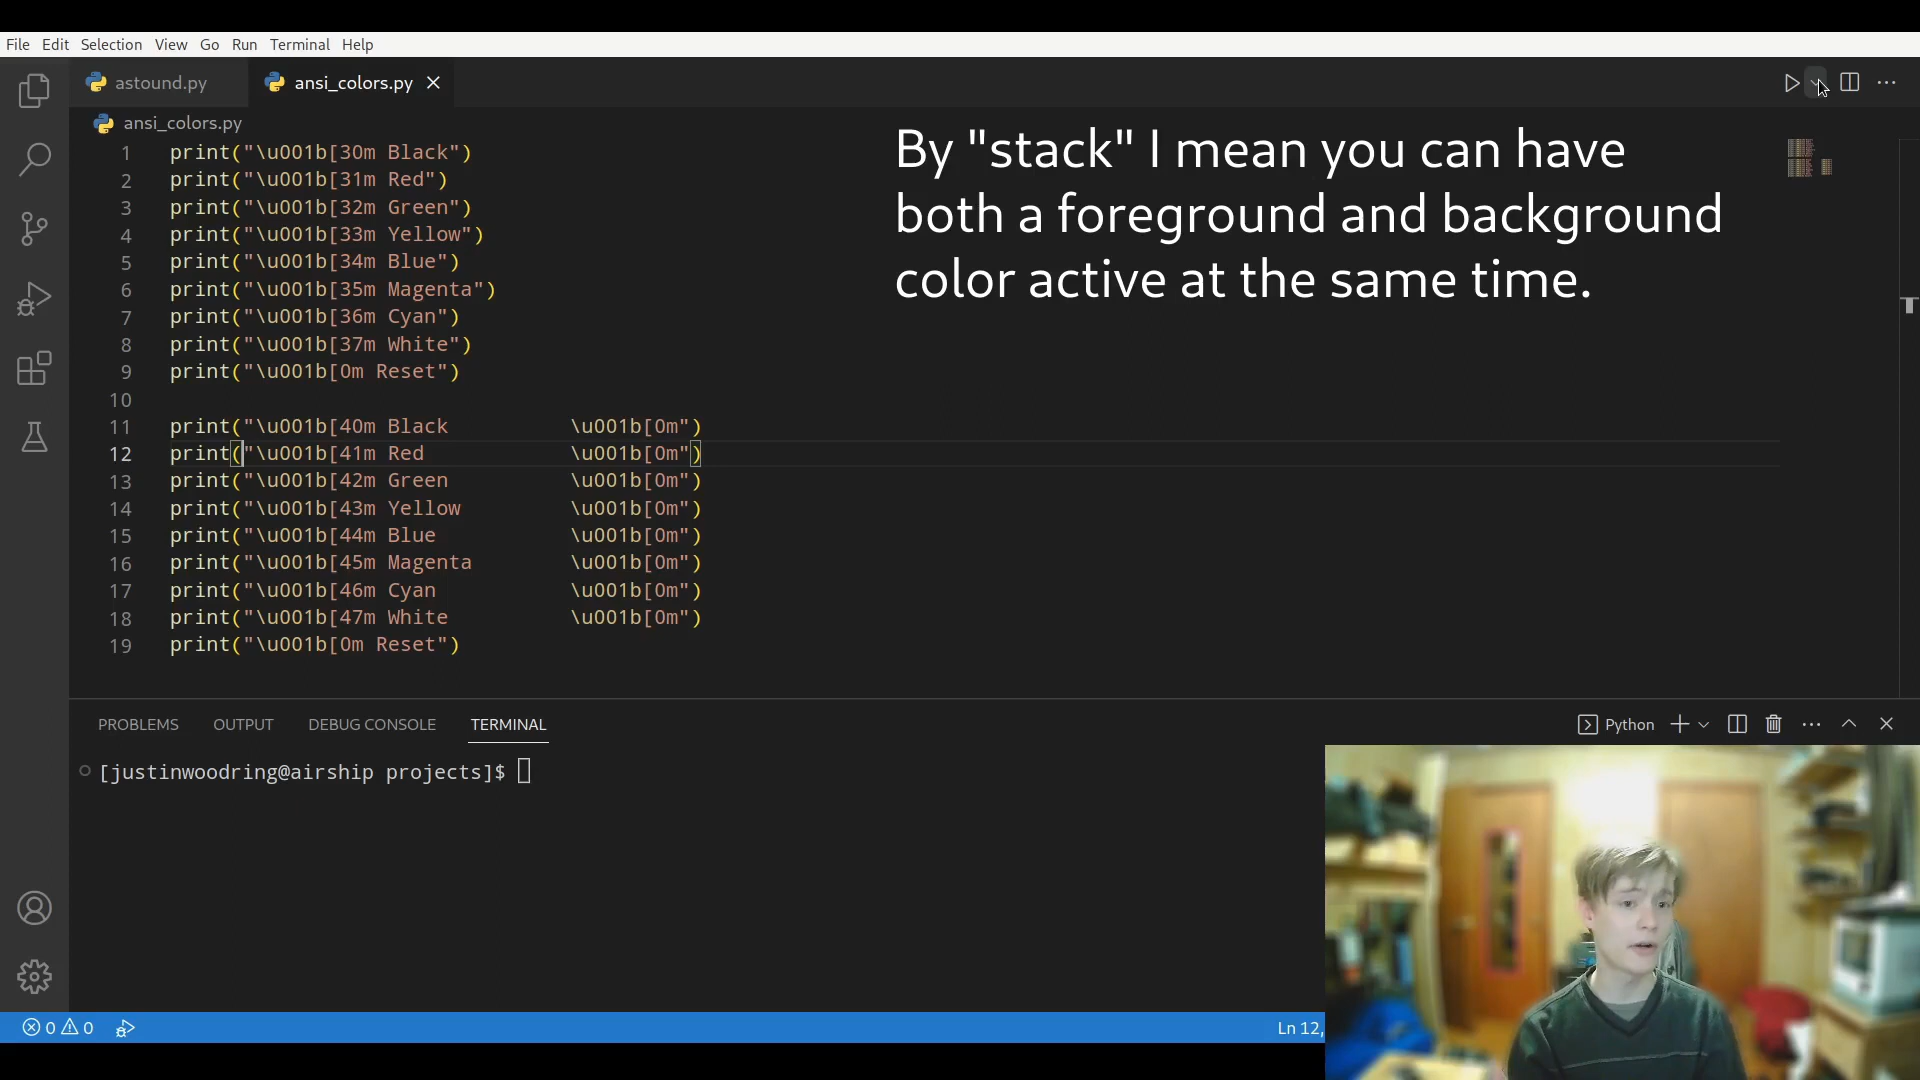 File Edit Selection View Go Run Terminal Help
astound.py ansi_colors.py
ansi_colors.py
By "stack" I mean you can have
both a foreground and background
color active at the same time.
1 print("\u001b[30m Black")
2 print("\u001b[31m Red")
3 print("\u001b[32m Green")
4 print("\u001b[33m Yellow")
5 print("\u001b[34m Blue")
6 print("\u001b[35m Magenta")
7 print("\u001b[36m Cyan")
8 print("\u001b[37m White")
9 print("\u001b[0m Reset")
10
11 print("\u001b[40m Black \u001b[0m")
12 print("\u001b[41m Red \u001b[0m")
13 print("\u001b[42m Green \u001b[0m")
14 print("\u001b[43m Yellow \u001b[0m")
15 print("\u001b[44m Blue \u001b[0m")
16 print("\u001b[45m Magenta \u001b[0m")
17 print("\u001b[46m Cyan \u001b[0m")
18 print("\u001b[47m White \u001b[0m")
19 print("\u001b[0m Reset")
PROBLEMS OUTPUT DEBUG CONSOLE TERMINAL Python
[justinwoodring@airship projects]$
0 0 Ln 12,